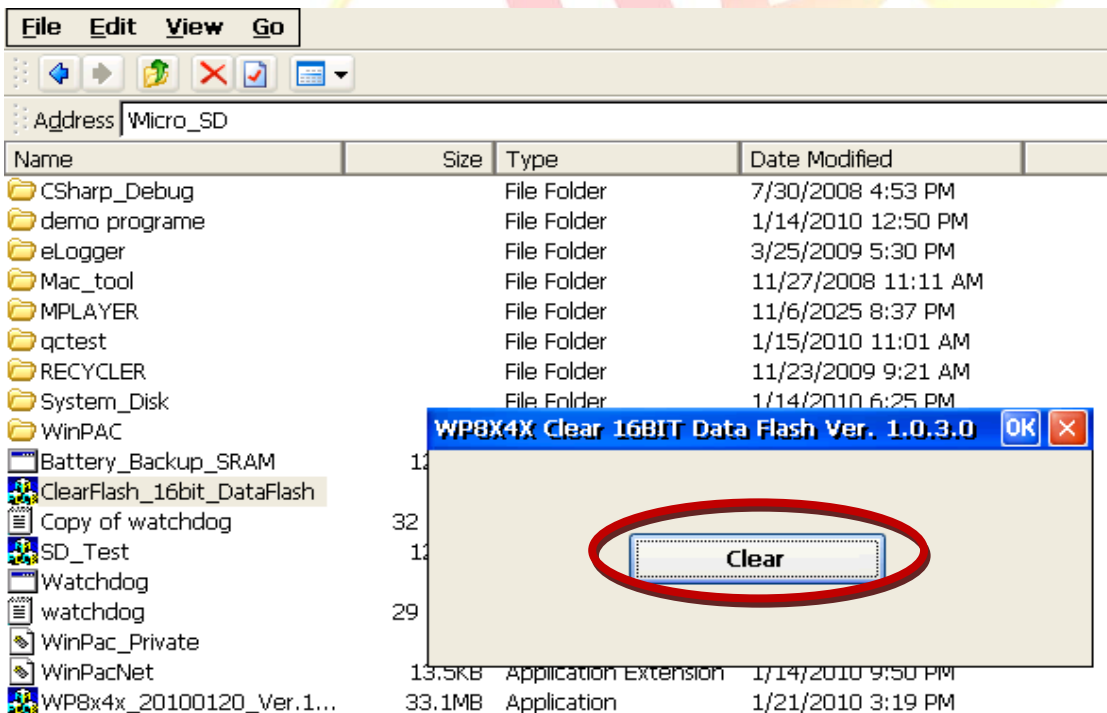 File Edit View Go
Address \Micro_SD
Name Size Type Date Modified
CSharp_Debug File Folder 7/30/2008 4:53 PM
demo programe File Folder 1/14/2010 12:50 PM
eLogger File Folder 3/25/2009 5:30 PM
Mac_tool File Folder 11/27/2008 11:11 AM
MPLAYER File Folder 11/6/2025 8:37 PM
qctest File Folder 1/15/2010 11:01 AM
RECYCLER File Folder 11/23/2009 9:21 AM
System_Disk File Folder 1/14/2010 6:25 PM
WinPAC
WP8X4X Clear 16BIT Data Flash Ver. 1.0.3.0 OK
Battery_Backup_SRAM
ClearFlash_16bit_DataFlash
Copy of watchdog 32
SD_Test
Clear
Watchdog
watchdog 29
WinPac_Private
WinPacNet 13.5KB Application Extension 1/14/2010 9:50 PM
WP8x4x_20100120_Ver.1... 33.1MB Application 1/21/2010 3:19 PM